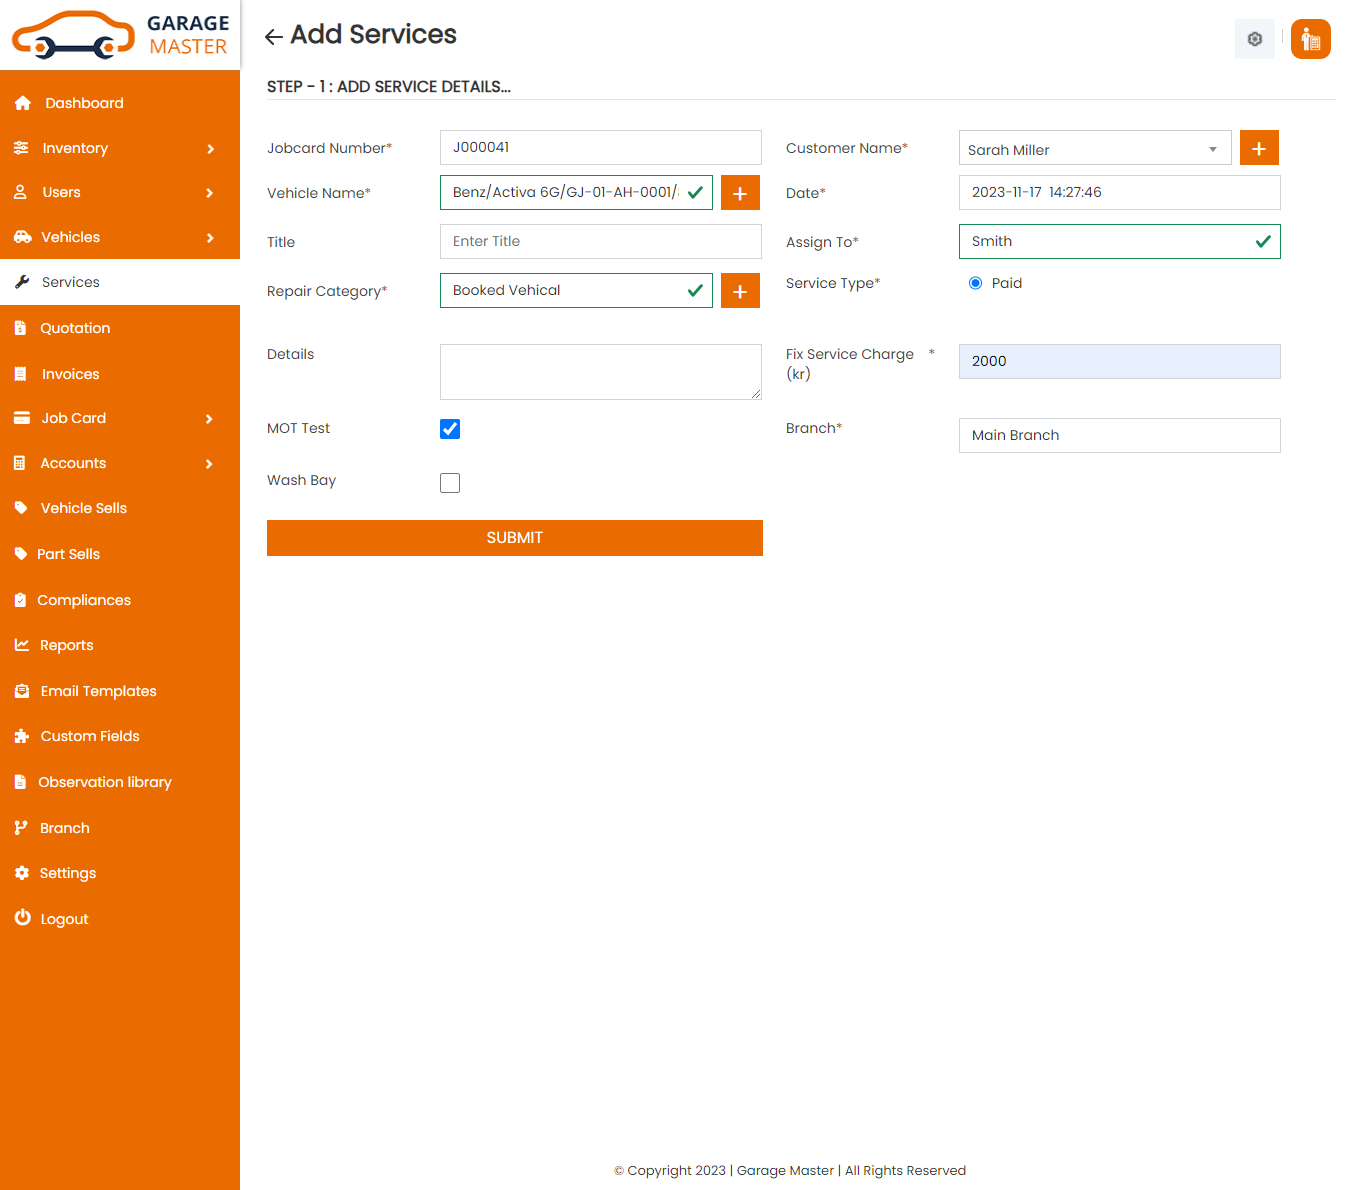 GARAGE
MASTER
Dashboard
Inventory
Users
Vehicles
Services
Quotation
Invoices
Job Card
Accounts
Vehicle Sells
Part Sells
Compliances
Reports
Email Templates
Custom Fields
Observation library
Branch
Settings
Logout
Add Services
STEP - 1 : ADD SERVICE DETAILS...
Jobcard Number* J000041
Customer Name* Sarah Miller
Vehicle Name* Benz/Activa 6G/GJ-01-AH-0001/
Date* 2023-11-17 14:27:46
Title Enter Title
Assign To* Smith
Repair Category* Booked Vehical
Service Type* Paid
Details
Fix Service Charge *
(kr)
2000
MOT Test
Branch* Main Branch
Wash Bay
SUBMIT
© Copyright 2023 | Garage Master | All Rights Reserved